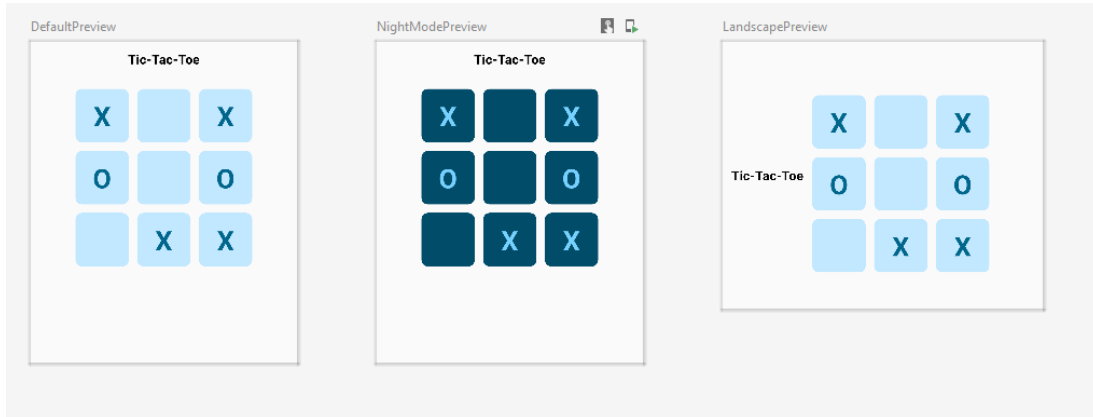 DefaultPreview
Tic-Tac-Toe
X X
O O
X X
NightModePreview
Tic-Tac-Toe
X X
O O
X X
LandscapePreview
Tic-Tac-Toe
X X
O O
X X